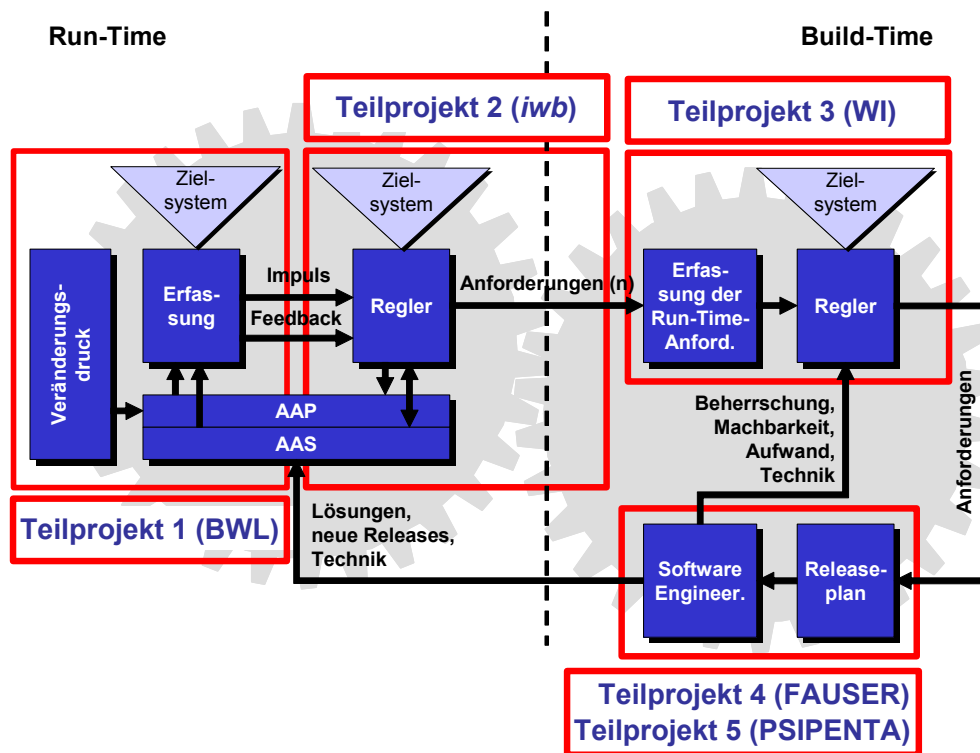 Run-Time
Build-Time
Teilprojekt 2 (iwb)
Teilprojekt 3 (WI)
Ziel-
system
Ziel-
system
Ziel-
system
Veränderungs-
druck
Erfas-
sung
Impuls
Feedback
Regler
Anforderungen (n)
Erfas-
sung der
Run-Time-
Anford.
Regler
AAP
AAS
Beherrschung,
Machbarkeit,
Aufwand,
Technik
Anforderungen
Teilprojekt 1 (BWL)
Lösungen,
neue Releases,
Technik
Software
Engineer.
Release-
plan
Teilprojekt 4 (FAUSER)
Teilprojekt 5 (PSIPENTA)